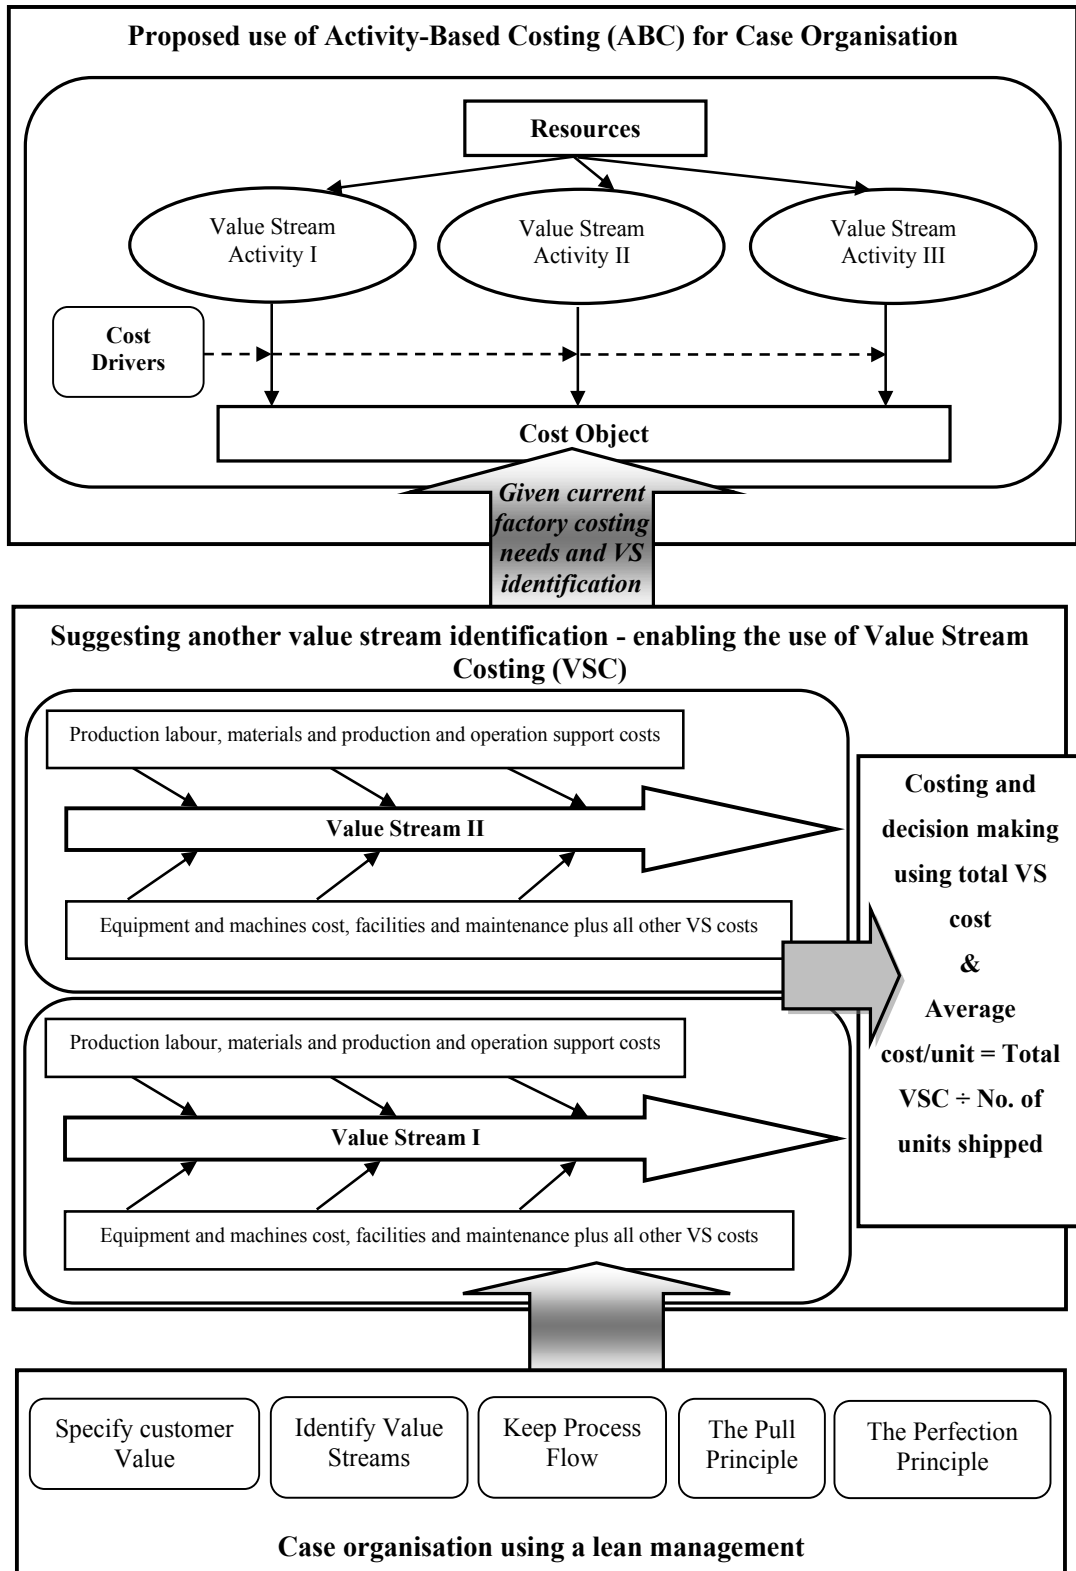 Proposed use of Activity-Based Costing (ABC) for Case Organisation
Resources
Value Stream
Activity I
Value Stream
Activity II
Value Stream
Activity III
Cost
Drivers
Cost Object
Given current
factory costing
needs and VS
identification
Suggesting another value stream identification - enabling the use of Value Stream
Costing (VSC)
Production labour, materials and production and operation support costs
Value Stream II
Equipment and machines cost, facilities and maintenance plus all other VS costs
Production labour, materials and production and operation support costs
Value Stream I
Equipment and machines cost, facilities and maintenance plus all other VS costs
Costing and
decision making
using total VS
cost
&
Average
cost/unit = Total
VSC ÷ No. of
units shipped
Specify customer
Value
Identify Value
Streams
Keep Process
Flow
The Pull
Principle
The Perfection
Principle
Case organisation using a lean management